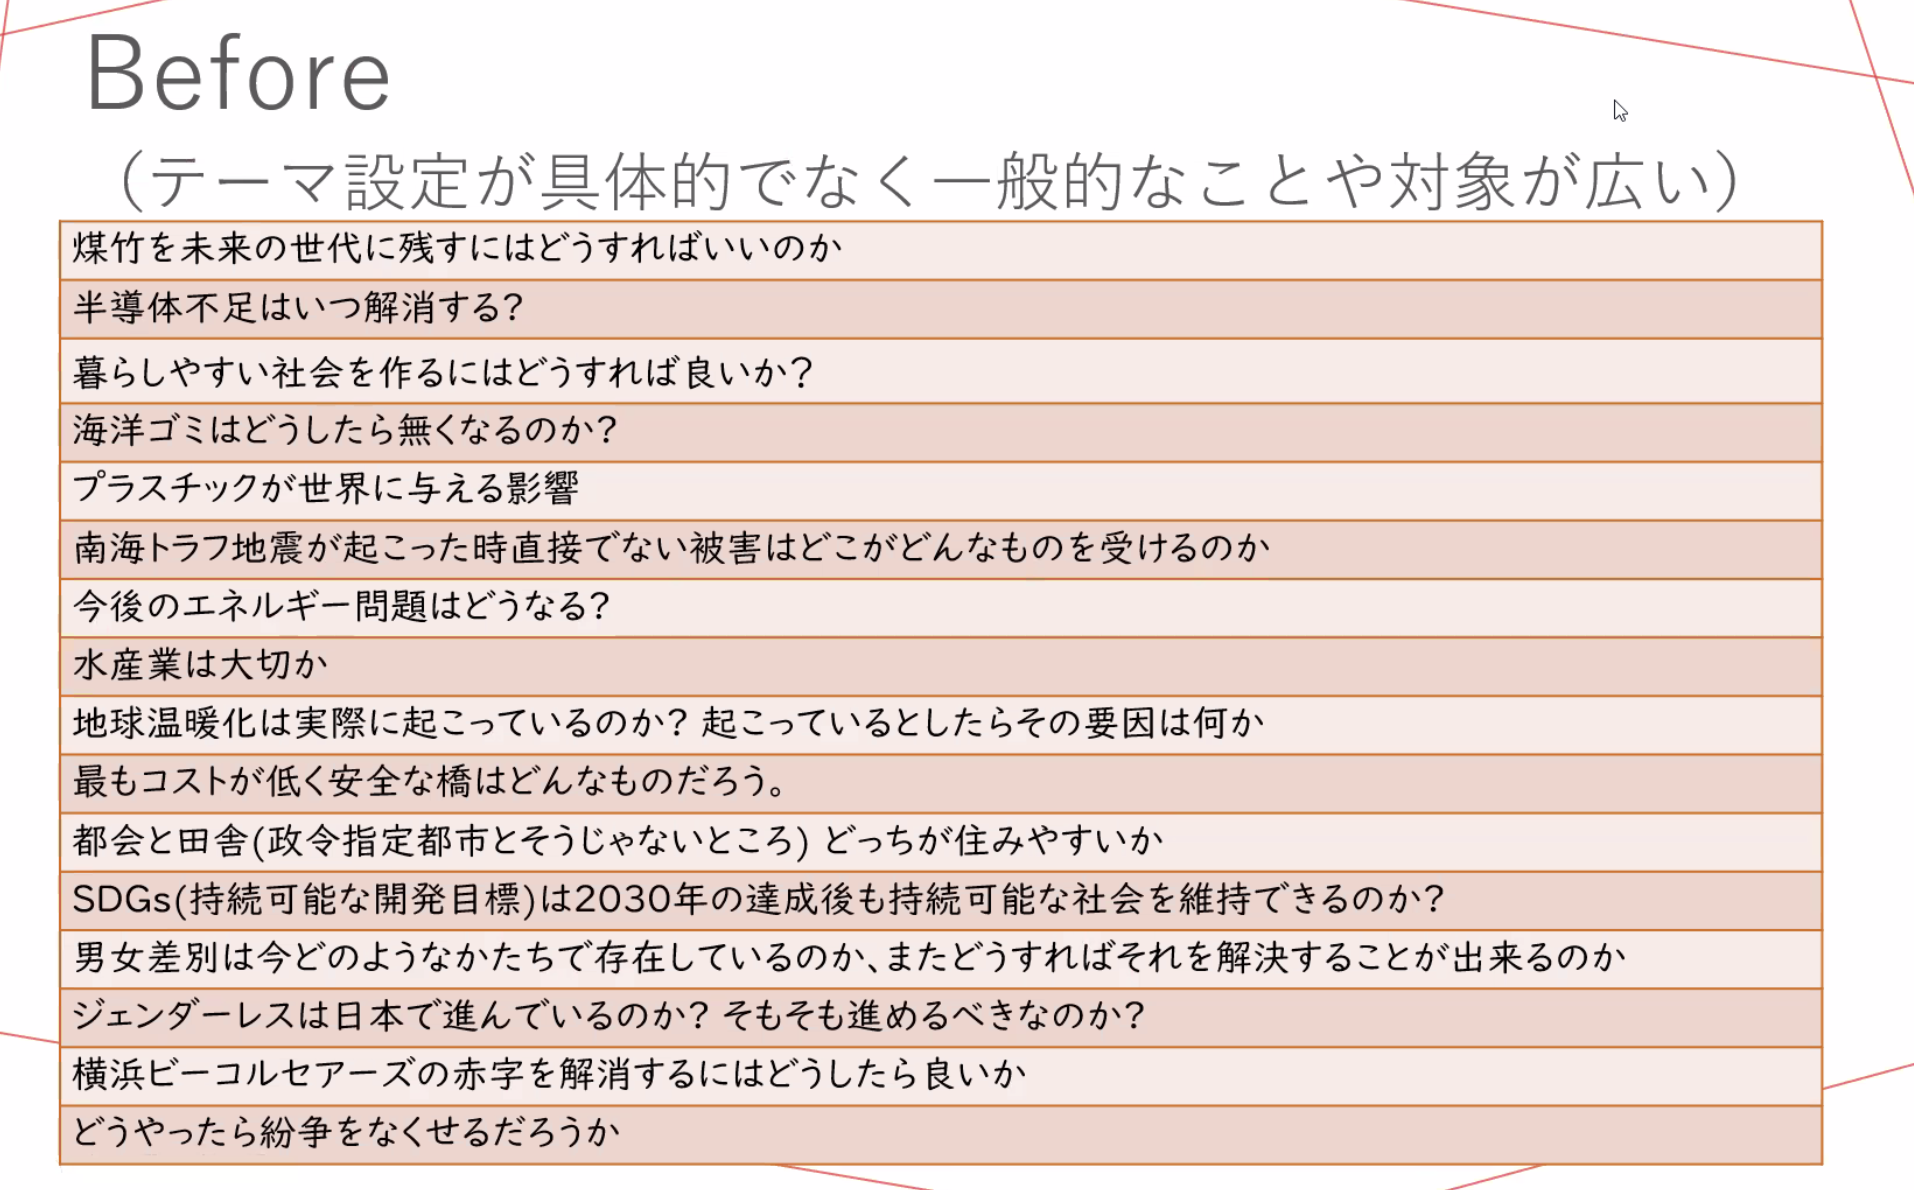 Before
（テーマ設定が具体的でなく一般的なことや対象が広い）
煤竹を未来の世代に残すにはどうすればいいのか
半導体不足はいつ解消する？
暮らしやすい社会を作るにはどうすれば良いか？
海洋ゴミはどうしたら無くなるのか？
プラスチックが世界に与える影響
南海トラフ地震が起こった時直接でない被害はどこがどんなものを受けるのか
今後のエネルギー問題はどうなる？
水産業は大切か
地球温暖化は実際に起こっているのか？ 起こっているとしたらその要因は何か
最もコストが低く安全な橋はどんなものだろう。
都会と田舎(政令指定都市とそうじゃないところ) どっちが住みやすいか
SDGs(持続可能な開発目標)は2030年の達成後も持続可能な社会を維持できるのか？
男女差別は今どのようなかたちで存在しているのか、またどうすればそれを解決することが出来るのか
ジェンダーレスは日本で進んでいるのか？ そもそも進めるべきなのか？
横浜ビーコルセアーズの赤字を解消するにはどうしたら良いか
どうやったら紛争をなくせるだろうか